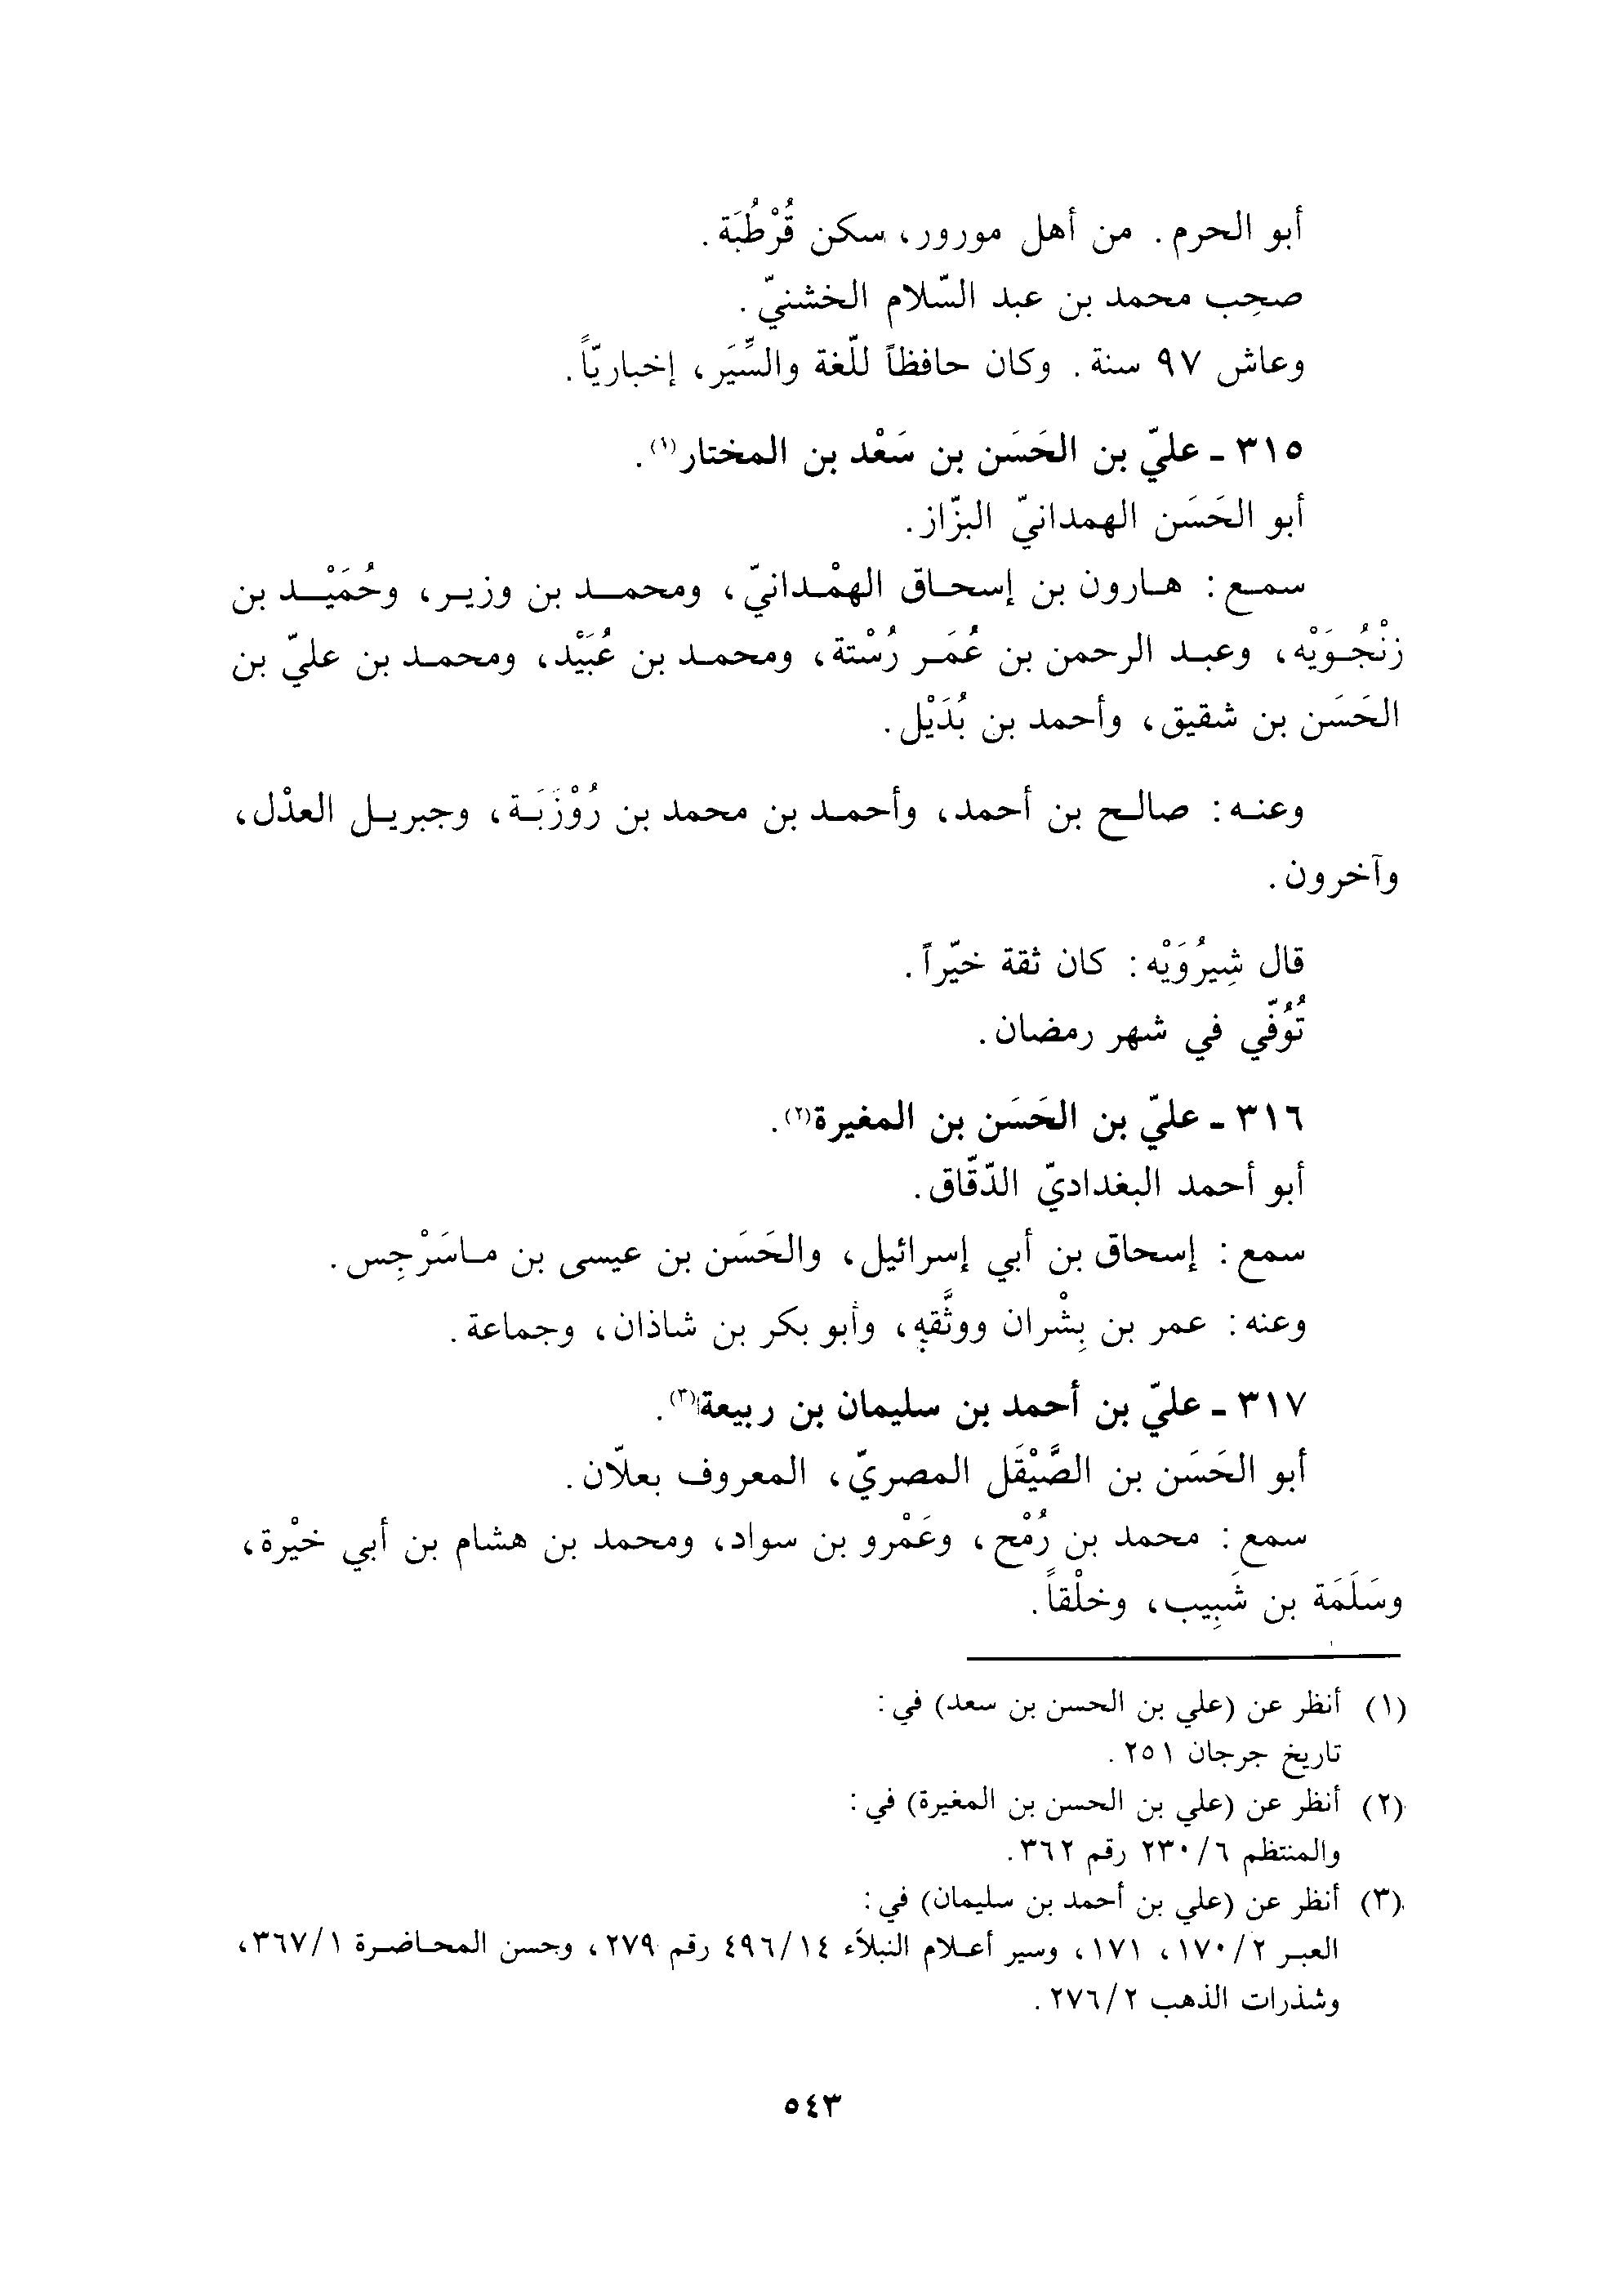 أبو الحرم. من أهل مورور، سكن قُرْطُبَة.
صحِب محمد بن عبد السّلام الخشنيّ.
وعاش ٩٧ سنة. وكان حافظاً للّغة والسِّيَر، إخباريّاً.
٣١٥ ـ عليّ بن الحَسَن بن سَعْد بن المختار(١).
أبو الحَسَن الهمدانيّ البزّاز.
سمع: هارون بن إسحاق الهمْدانيّ، ومحمد بن وزير، وحُمَيْد بن
زنْجُوَيْه، وعبد الرحمن بن عُمَر رُسْتة، ومحمد بن عُبَيْد، ومحمد بن عليّ بن
الحَسَن بن شقيق، وأحمد بن بُدَيْل.
وعنه: صالح بن أحمد، وأحمد بن محمد بن رُوْزَبَة، وجبريل العدْل،
وآخرون.
قال شِيرُوَيْه: كان ثقة خيّراً.
تُوُفّي في شهر رمضان.
٣١٦ ـ عليّ بن الحَسَن بن المغيرة(٢).
أبو أحمد البغداديّ الدّقّاق.
سمع: إسحاق بن أبي إسرائيل، والحَسَن بن عيسى بن ماسَرْجِس.
وعنه: عمر بن بِشْران ووثَّقه، وأبو بكر بن شاذان، وجماعة.
٣١٧ ـ عليّ بن أحمد بن سليمان بن ربيعة(٣).
أبو الحَسَن بن الصَّيْقَل المصريّ، المعروف بعلّان.
سمع: محمد بن رُمْح، وعَمْرو بن سواد، ومحمد بن هشام بن أبي خيْرة،
وسَلَمَة بن شَبِيب، وخلْقاً.
(١) أنظر عن (علي بن الحسن بن سعد) في:
تاريخ جرجان ٢٥١.
(٢) أنظر عن (علي بن الحسن بن المغيرة) في:
والمنتظم ٢٣٠/٦ رقم ٣٦٢.
(٣) أنظر عن (علي بن أحمد بن سليمان) في:
العبر ١٧٠/٢، ١٧١، وسير أعلام النبلاء ٤٩٦/١٤ رقم ٢٧٩، وحسن المحاضرة ٣٦٧/١،
وشذرات الذهب ٢٧٦/٢.
٥٤٣